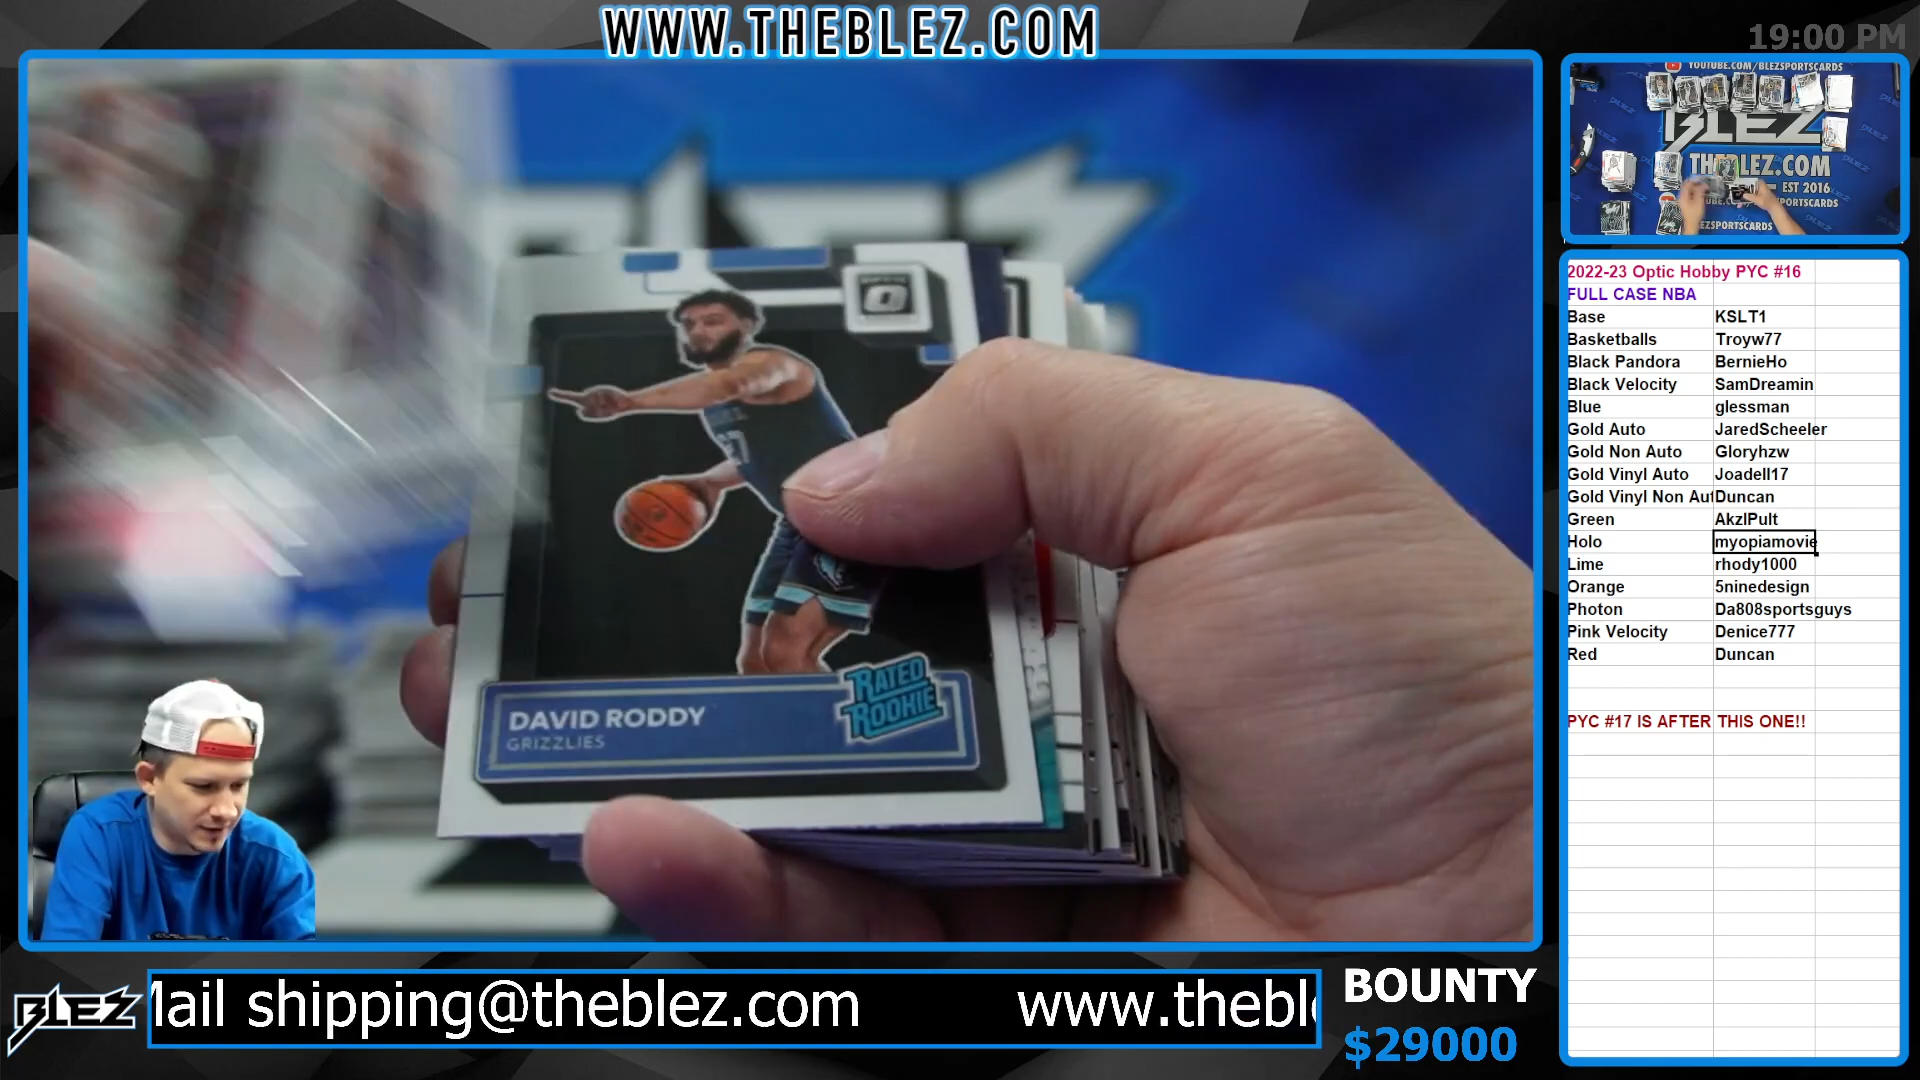 WWW.THEBLEZ.COM
19:00 PM
YOUTUBE.COM/BLEZSPORTSCARDS
BLEZ
THEBLEZ.COM
EST 2016
2022-23 Optic Hobby PYC #16
FULL CASE NBA
Base KSLT1
Basketballs Troyw77
Black Pandora BernieHo
Black Velocity SamDreamin
Blue glessman
Gold Auto JaredScheeler
Gold Non Auto Gloryhzw
Gold Vinyl Auto Joadell17
Gold Vinyl Non Aut Duncan
Green AkzlPult
Holo myopiamovie
Lime rhody1000
Orange 5ninedesign
Photon Da808sportsguys
Pink Velocity Denice777
Red Duncan
PYC #17 IS AFTER THIS ONE!!
OPTIC
RATED
ROOKIE
DAVID RODDY
GRIZZLIES
BLEZ
Mail shipping@theblez.com www.thebl
BOUNTY
$29000